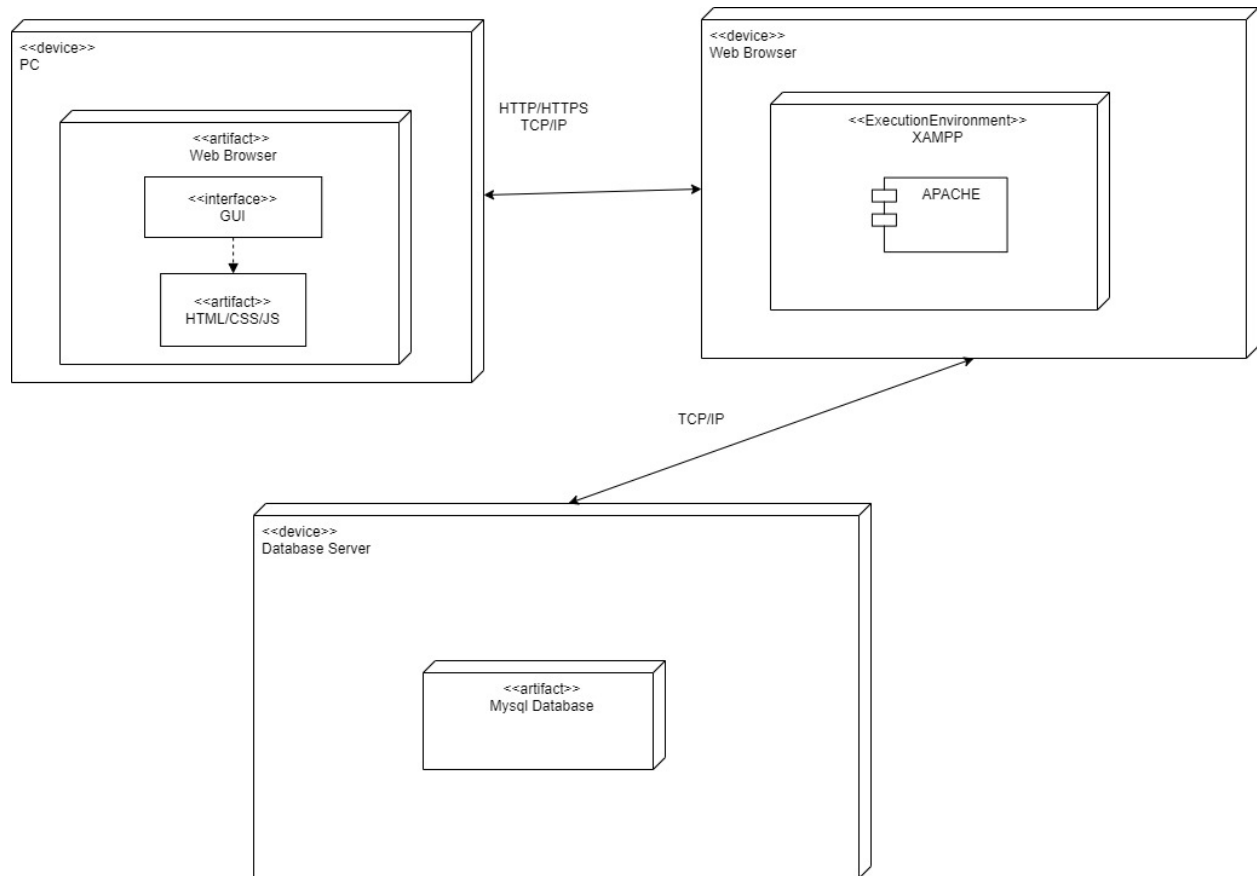 <<device>>
PC
<<artifact>>
Web Browser
<<interface>>
GUI
<<artifact>>
HTML/CSS/JS
HTTP/HTTPS
TCP/IP
<<device>>
Web Browser
<<ExecutionEnvironment>>
XAMPP
APACHE
TCP/IP
<<device>>
Database Server
<<artifact>>
Mysql Database